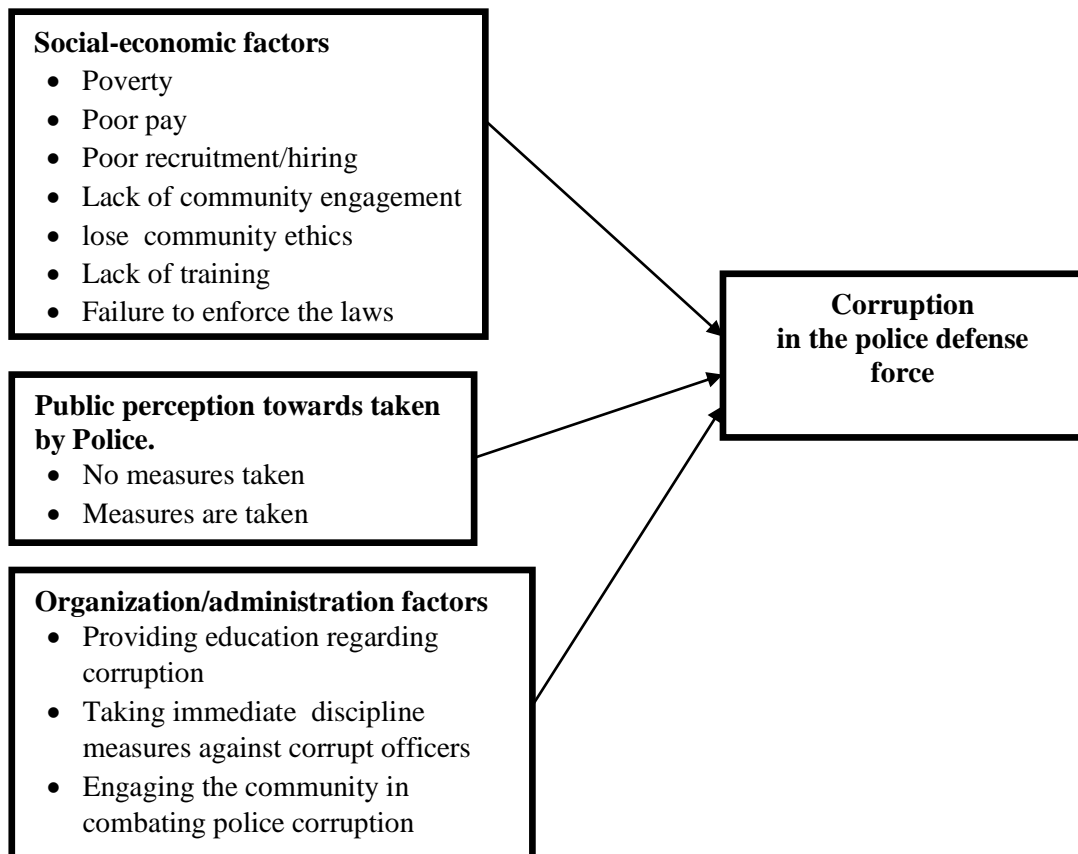 Social-economic factors
• Poverty
• Poor pay
• Poor recruitment/hiring
• Lack of community engagement
• lose  community ethics
• Lack of training
• Failure to enforce the laws
Public perception towards taken
by Police.
• No measures taken
• Measures are taken
Organization/administration factors
• Providing education regarding
corruption
• Taking immediate  discipline
measures against corrupt officers
• Engaging the community in
combating police corruption
Corruption
in the police defense
force